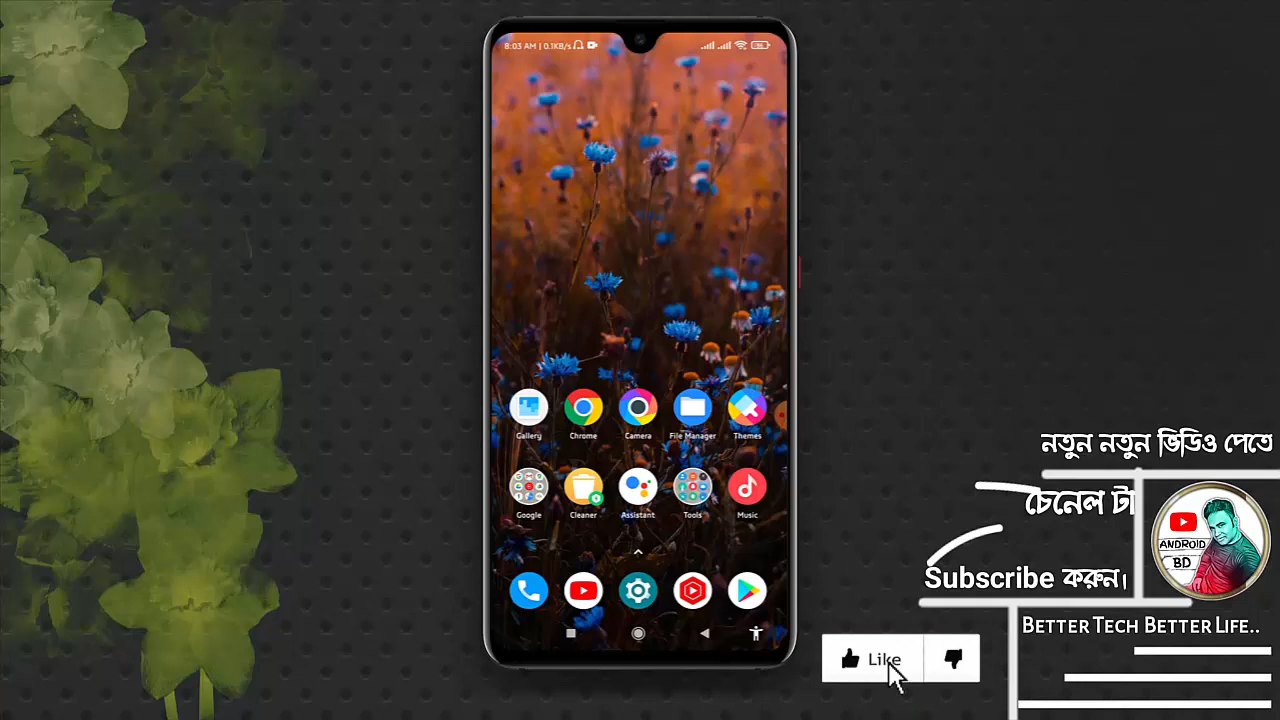 8:03 AM | 0.1KB/s
Gallery
Chrome
Camera
File Manager
Themes
Google
Cleaner
Assistant
Tools
Music
নতুন নতুন ভিডিও পেতে
চেনেল টা
Subscribe করুন।
ANDROID
BD
BETTER TECH BETTER LIFE..
Like